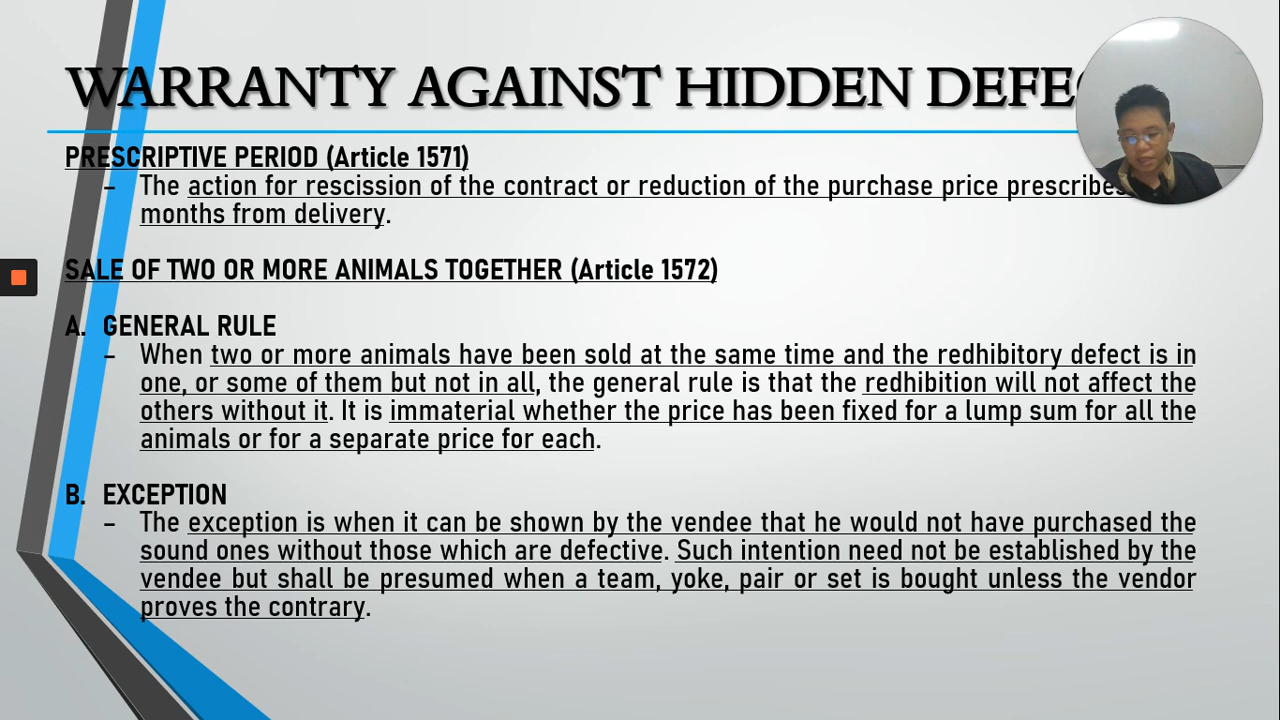 WARRANTY AGAINST HIDDEN
PRESCRIPTIVE PERIOD (Article 1571)
– The action for rescission of the contract or reduction of the purchase price prescribes
months from delivery.
SALE OF TWO OR MORE ANIMALS TOGETHER (Article 1572)
A. GENERAL RULE
– When two or more animals have been sold at the same time and the redhibitory defect is in
one, or some of them but not in all, the general rule is that the redhibition will not affect the
others without it. It is immaterial whether the price has been fixed for a lump sum for all the
animals or for a separate price for each.
B. EXCEPTION
– The exception is when it can be shown by the vendee that he would not have purchased the
sound ones without those which are defective. Such intention need not be established by the
vendee but shall be presumed when a team, yoke, pair or set is bought unless the vendor
proves the contrary.